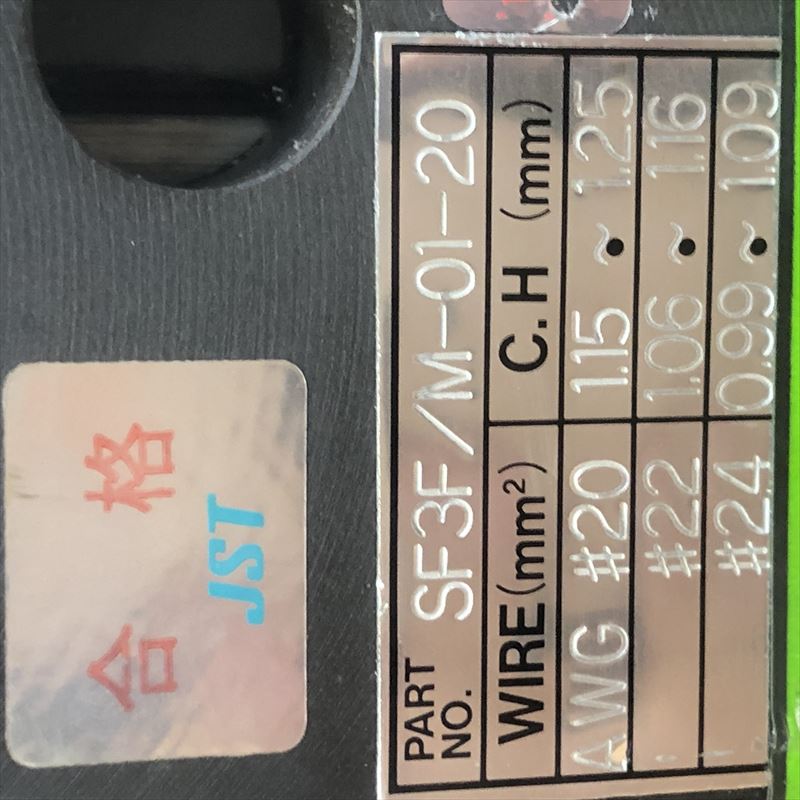 合 格
JST
PART NO. SF3F/M-01-20
WIRE(mm²) C.H (mm)
AWG #20 1.15 ~ 1.25
#22 1.06 ~ 1.16
#24 0.99 ~ 1.09